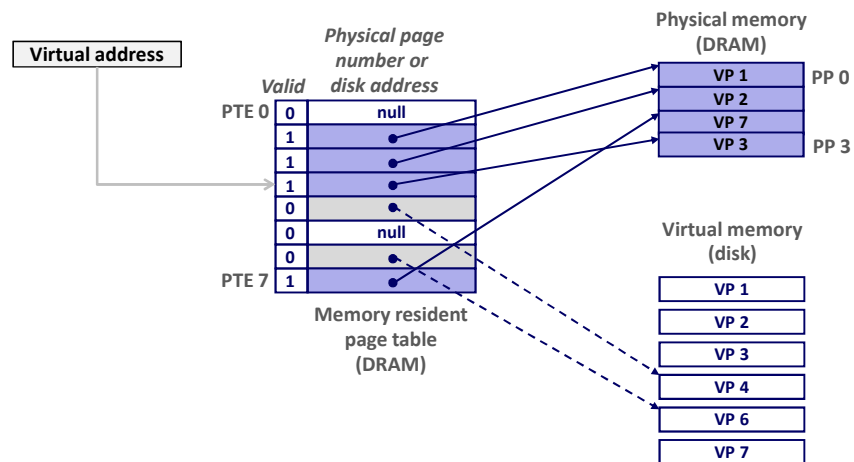 Virtual address
Physical page
number or
disk address
Valid
PTE 0
0
null
1
1
1
0
0
null
0
PTE 7
1
Memory resident
page table
(DRAM)
Physical memory
(DRAM)
VP 1
PP 0
VP 2
VP 7
VP 3
PP 3
Virtual memory
(disk)
VP 1
VP 2
VP 3
VP 4
VP 6
VP 7